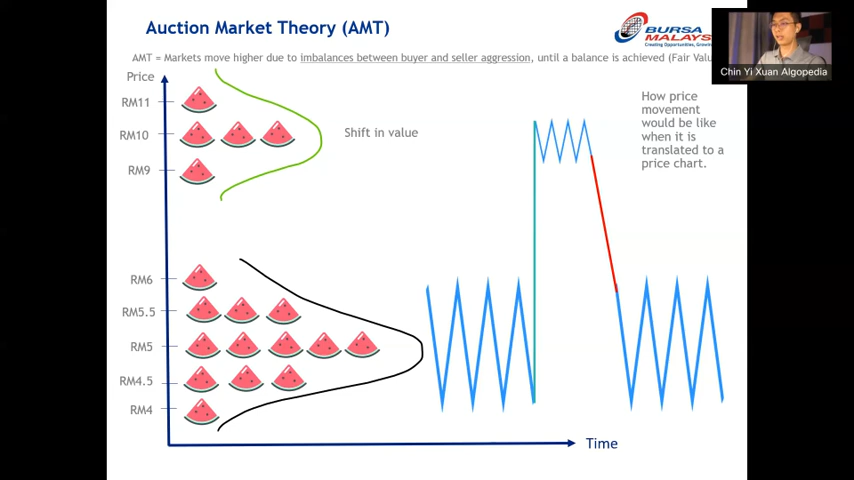 Auction Market Theory (AMT)
BURSA
MALAYS
Creating Opportunities, Growin
AMT = Markets move higher due to imbalances between buyer and seller aggression, until a balance is achieved (Fair Valu
Chin Yi Xuan Algopedia
Price
RM11
RM10
RM9
RM6
RM5.5
RM5
RM4.5
RM4
Shift in value
How price
movement
would be like
when it is
translated to a
price chart.
Time